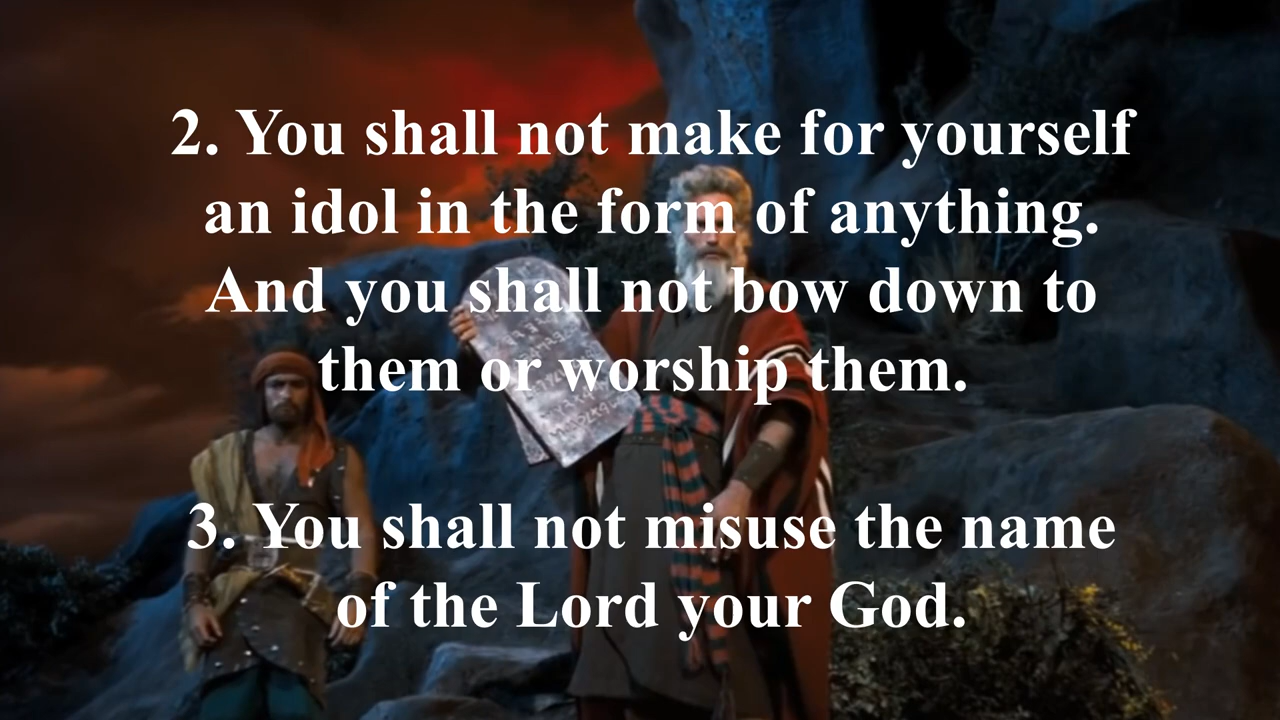 2. You shall not make for yourself
an idol in the form of anything.
And you shall not bow down to
them or worship them.
3. You shall not misuse the name
of the Lord your God.